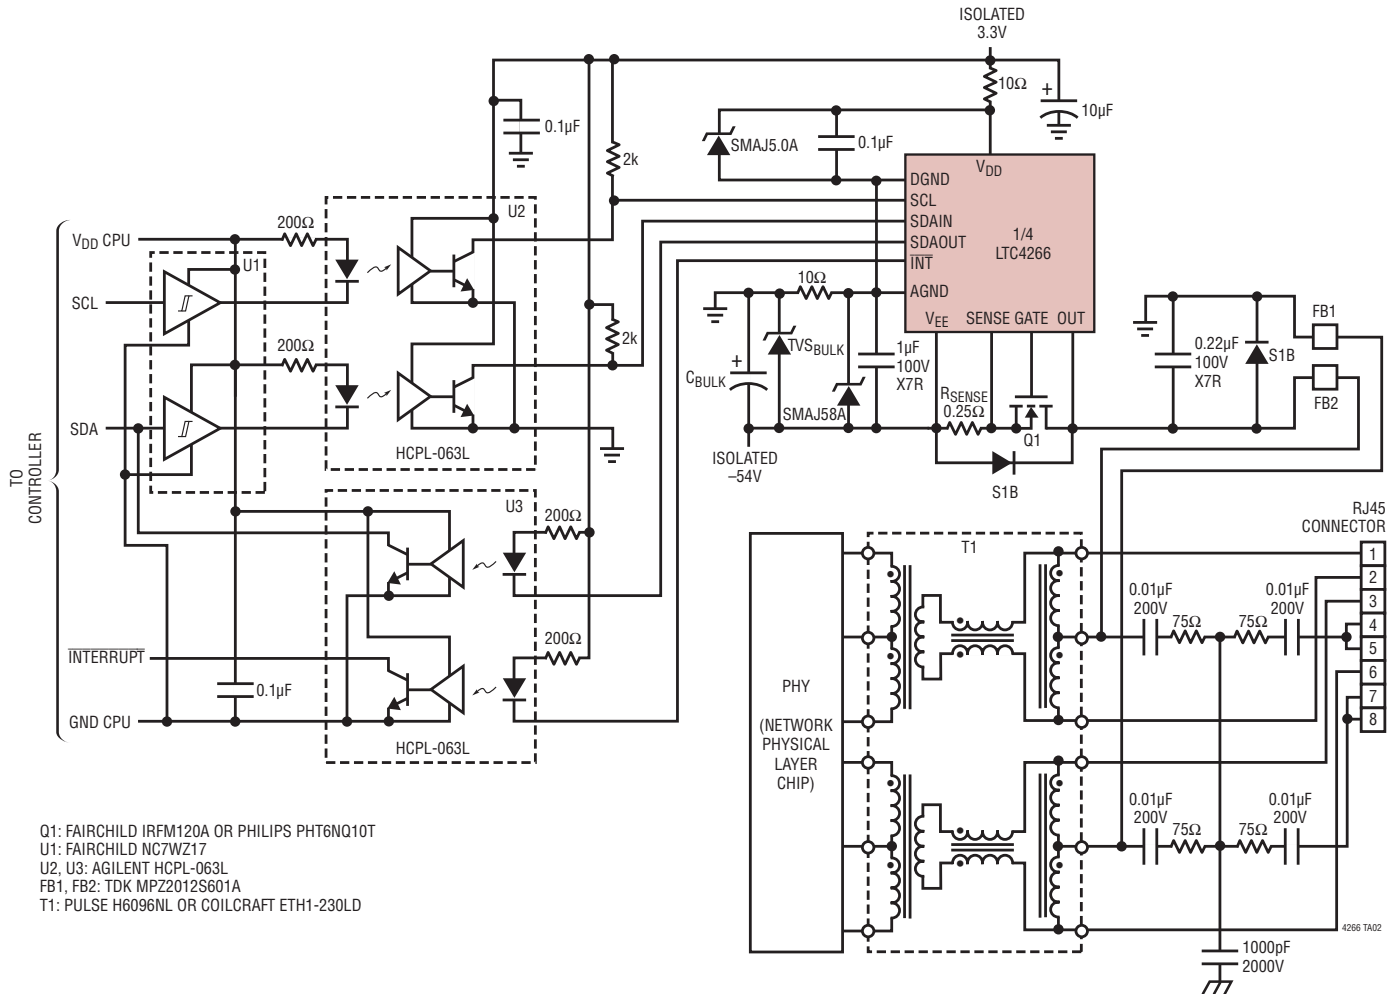 ISOLATED
3.3V
10Ω
+
10µF
0.1µF
SMAJ5.0A
0.1µF
2k
V_DD
DGND
SCL
SDAIN
SDAOUT
INT
AGND
1/4
LTC4266
V_EE
SENSE
GATE
OUT
U2
200Ω
V_DD CPU
U1
SCL
200Ω
SDA
HCPL-063L
TO
CONTROLLER
2k
10Ω
+
C_BULK
TVS_BULK
SMAJ58A
1µF
100V
X7R
R_SENSE
0.25Ω
Q1
S1B
ISOLATED
–54V
0.22µF
100V
X7R
S1B
FB1
FB2
U3
200Ω
200Ω
INTERRUPT
0.1µF
GND CPU
HCPL-063L
RJ45
CONNECTOR
1
2
3
4
5
6
7
8
T1
0.01µF
200V
75Ω
75Ω
0.01µF
200V
PHY
(NETWORK
PHYSICAL
LAYER
CHIP)
0.01µF
200V
75Ω
75Ω
0.01µF
200V
1000pF
2000V
4266 TA02
Q1: FAIRCHILD IRFM120A OR PHILIPS PHT6NQ10T
U1: FAIRCHILD NC7WZ17
U2, U3: AGILENT HCPL-063L
FB1, FB2: TDK MPZ2012S601A
T1: PULSE H6096NL OR COILCRAFT ETH1-230LD